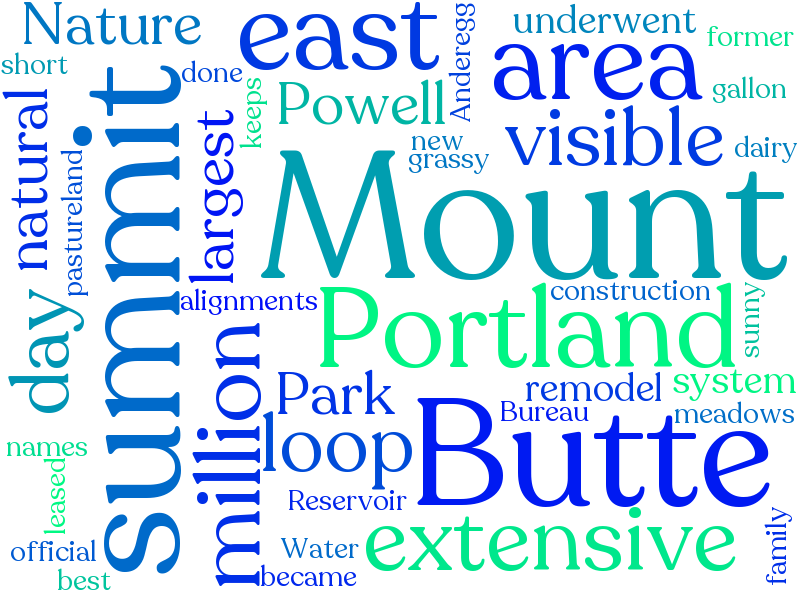 Nature
east
Anderegg
underwent
former
short
done
area
gallon
keeps
Powell
natural
summit
largest
new
visible
dairy
grassy
pastureland
Mount
alignments
construction
sunny
day
Portland
million
Park
remodel
system
Bureau
meadows
loop
Butte
names
leased
Reservoir
extensive
family
official
Water
best
became